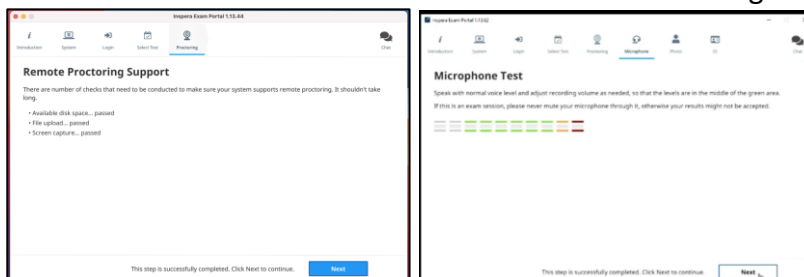 Inspera Exam Portal 1.15.44
Introduction System Login Select Test Proctoring Chat
Remote Proctoring Support
There are number of checks that need to be conducted to make sure your system supports remote proctoring. It shouldn't take
long.
• Available disk space... passed
• File upload... passed
• Screen capture... passed
This step is successfully completed. Click Next to continue. Next
Inspera Exam Portal
Introduction System Login Select Test Proctoring Microphone Photo ID Chat
Microphone Test
Speak with normal voice level and adjust recording volume as needed, so that the levels are in the middle of the green area.
If this is an exam session, please never mute your microphone through it, otherwise your results might not be accepted.
This step is successfully completed. Click Next to continue. Next